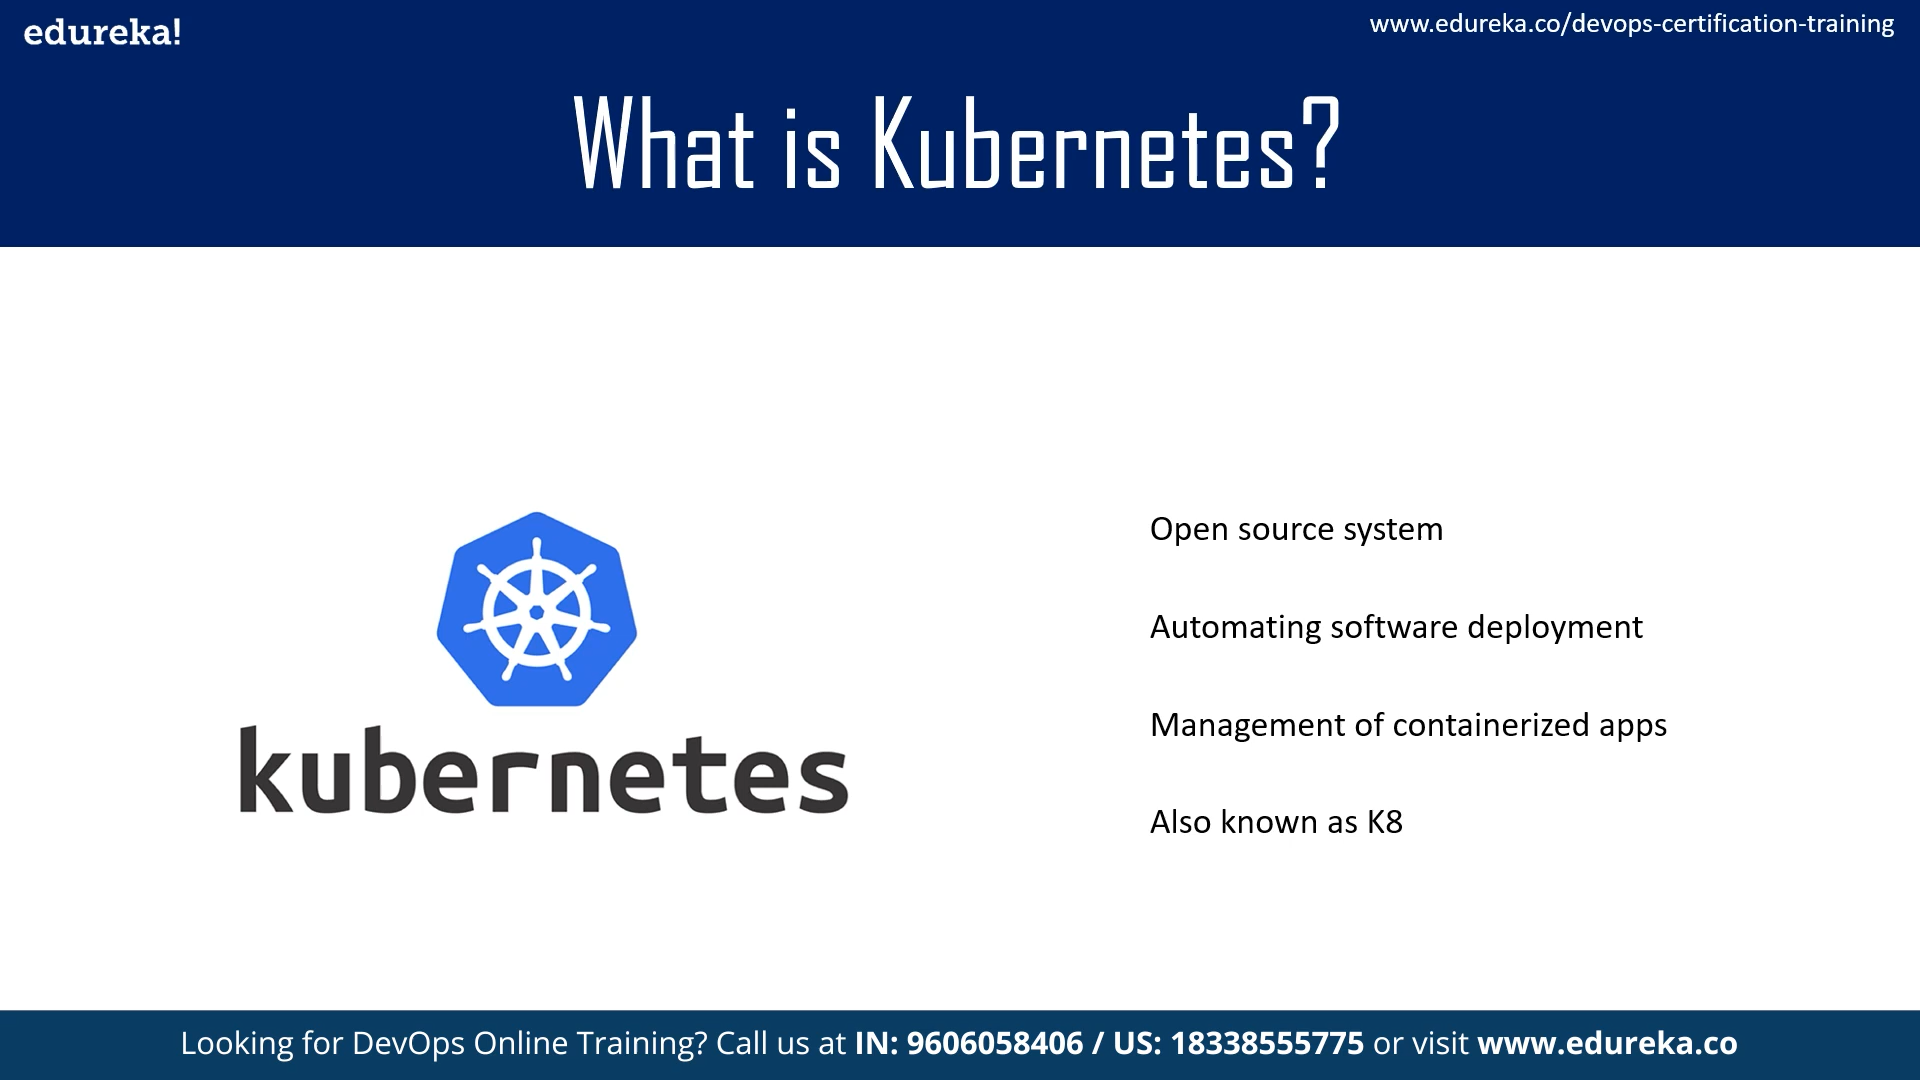 edureka!
www.edureka.co/devops-certification-training
What is Kubernetes?
kubernetes
Open source system
Automating software deployment
Management of containerized apps
Also known as K8
Looking for DevOps Online Training? Call us at IN: 9606058406 / US: 18338555775 or visit www.edureka.co